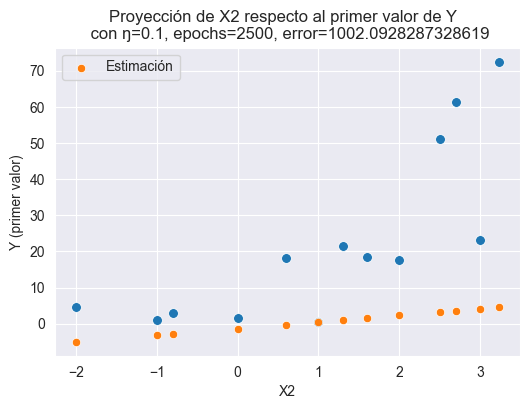 Proyección de X2 respecto al primer valor de Y
con ŋ=0.1, epochs=2500, error=1002.0928287328619
Estimación
70
60
50
40
30
20
10
0
Y (primer valor)
−2
−1
0
1
2
3
X2